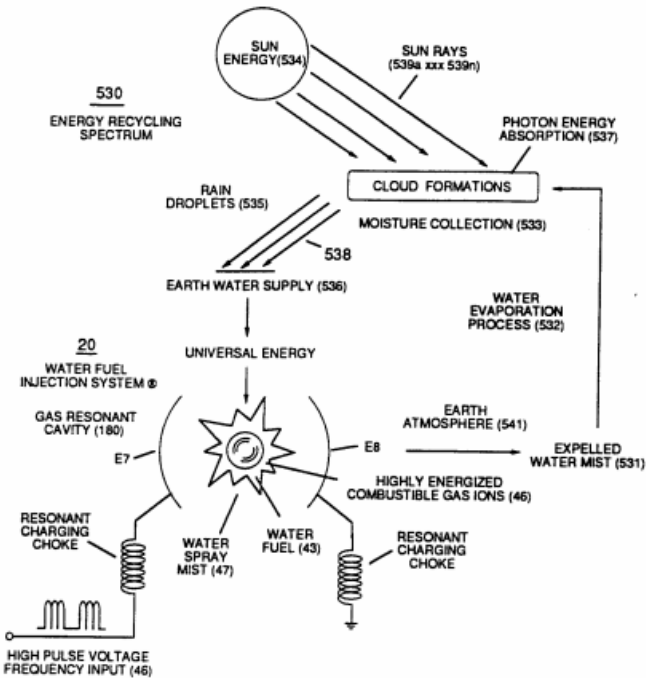 SUN
ENERGY(534)
SUN RAYS
(539a xxx 539n)
530
ENERGY RECYCLING
SPECTRUM
PHOTON ENERGY
ABSORPTION (537)
CLOUD FORMATIONS
RAIN
DROPLETS (535)
MOISTURE COLLECTION (533)
538
EARTH WATER SUPPLY (536)
WATER
EVAPORATION
PROCESS (532)
UNIVERSAL ENERGY
20
WATER FUEL
INJECTION SYSTEM ®
GAS RESONANT
CAVITY (180)
E7
E8
EARTH
ATMOSPHERE (541)
EXPELLED
WATER MIST (531)
HIGHLY ENERGIZED
COMBUSTIBLE GAS IONS (46)
RESONANT
CHARGING
CHOKE
WATER
SPRAY
MIST (47)
WATER
FUEL (43)
RESONANT
CHARGING
CHOKE
HIGH PULSE VOLTAGE
FREQUENCY INPUT (46)